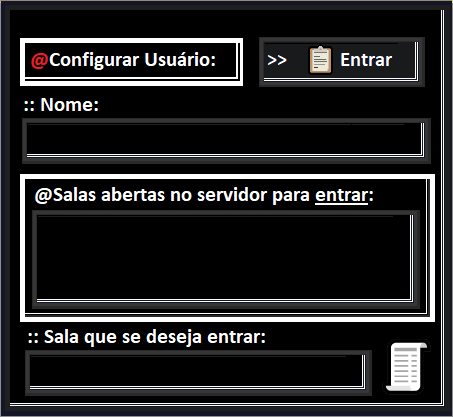 @Configurar Usuário:
>> Entrar
:: Nome:
@Salas abertas no servidor para entrar:
:: Sala que se deseja entrar: